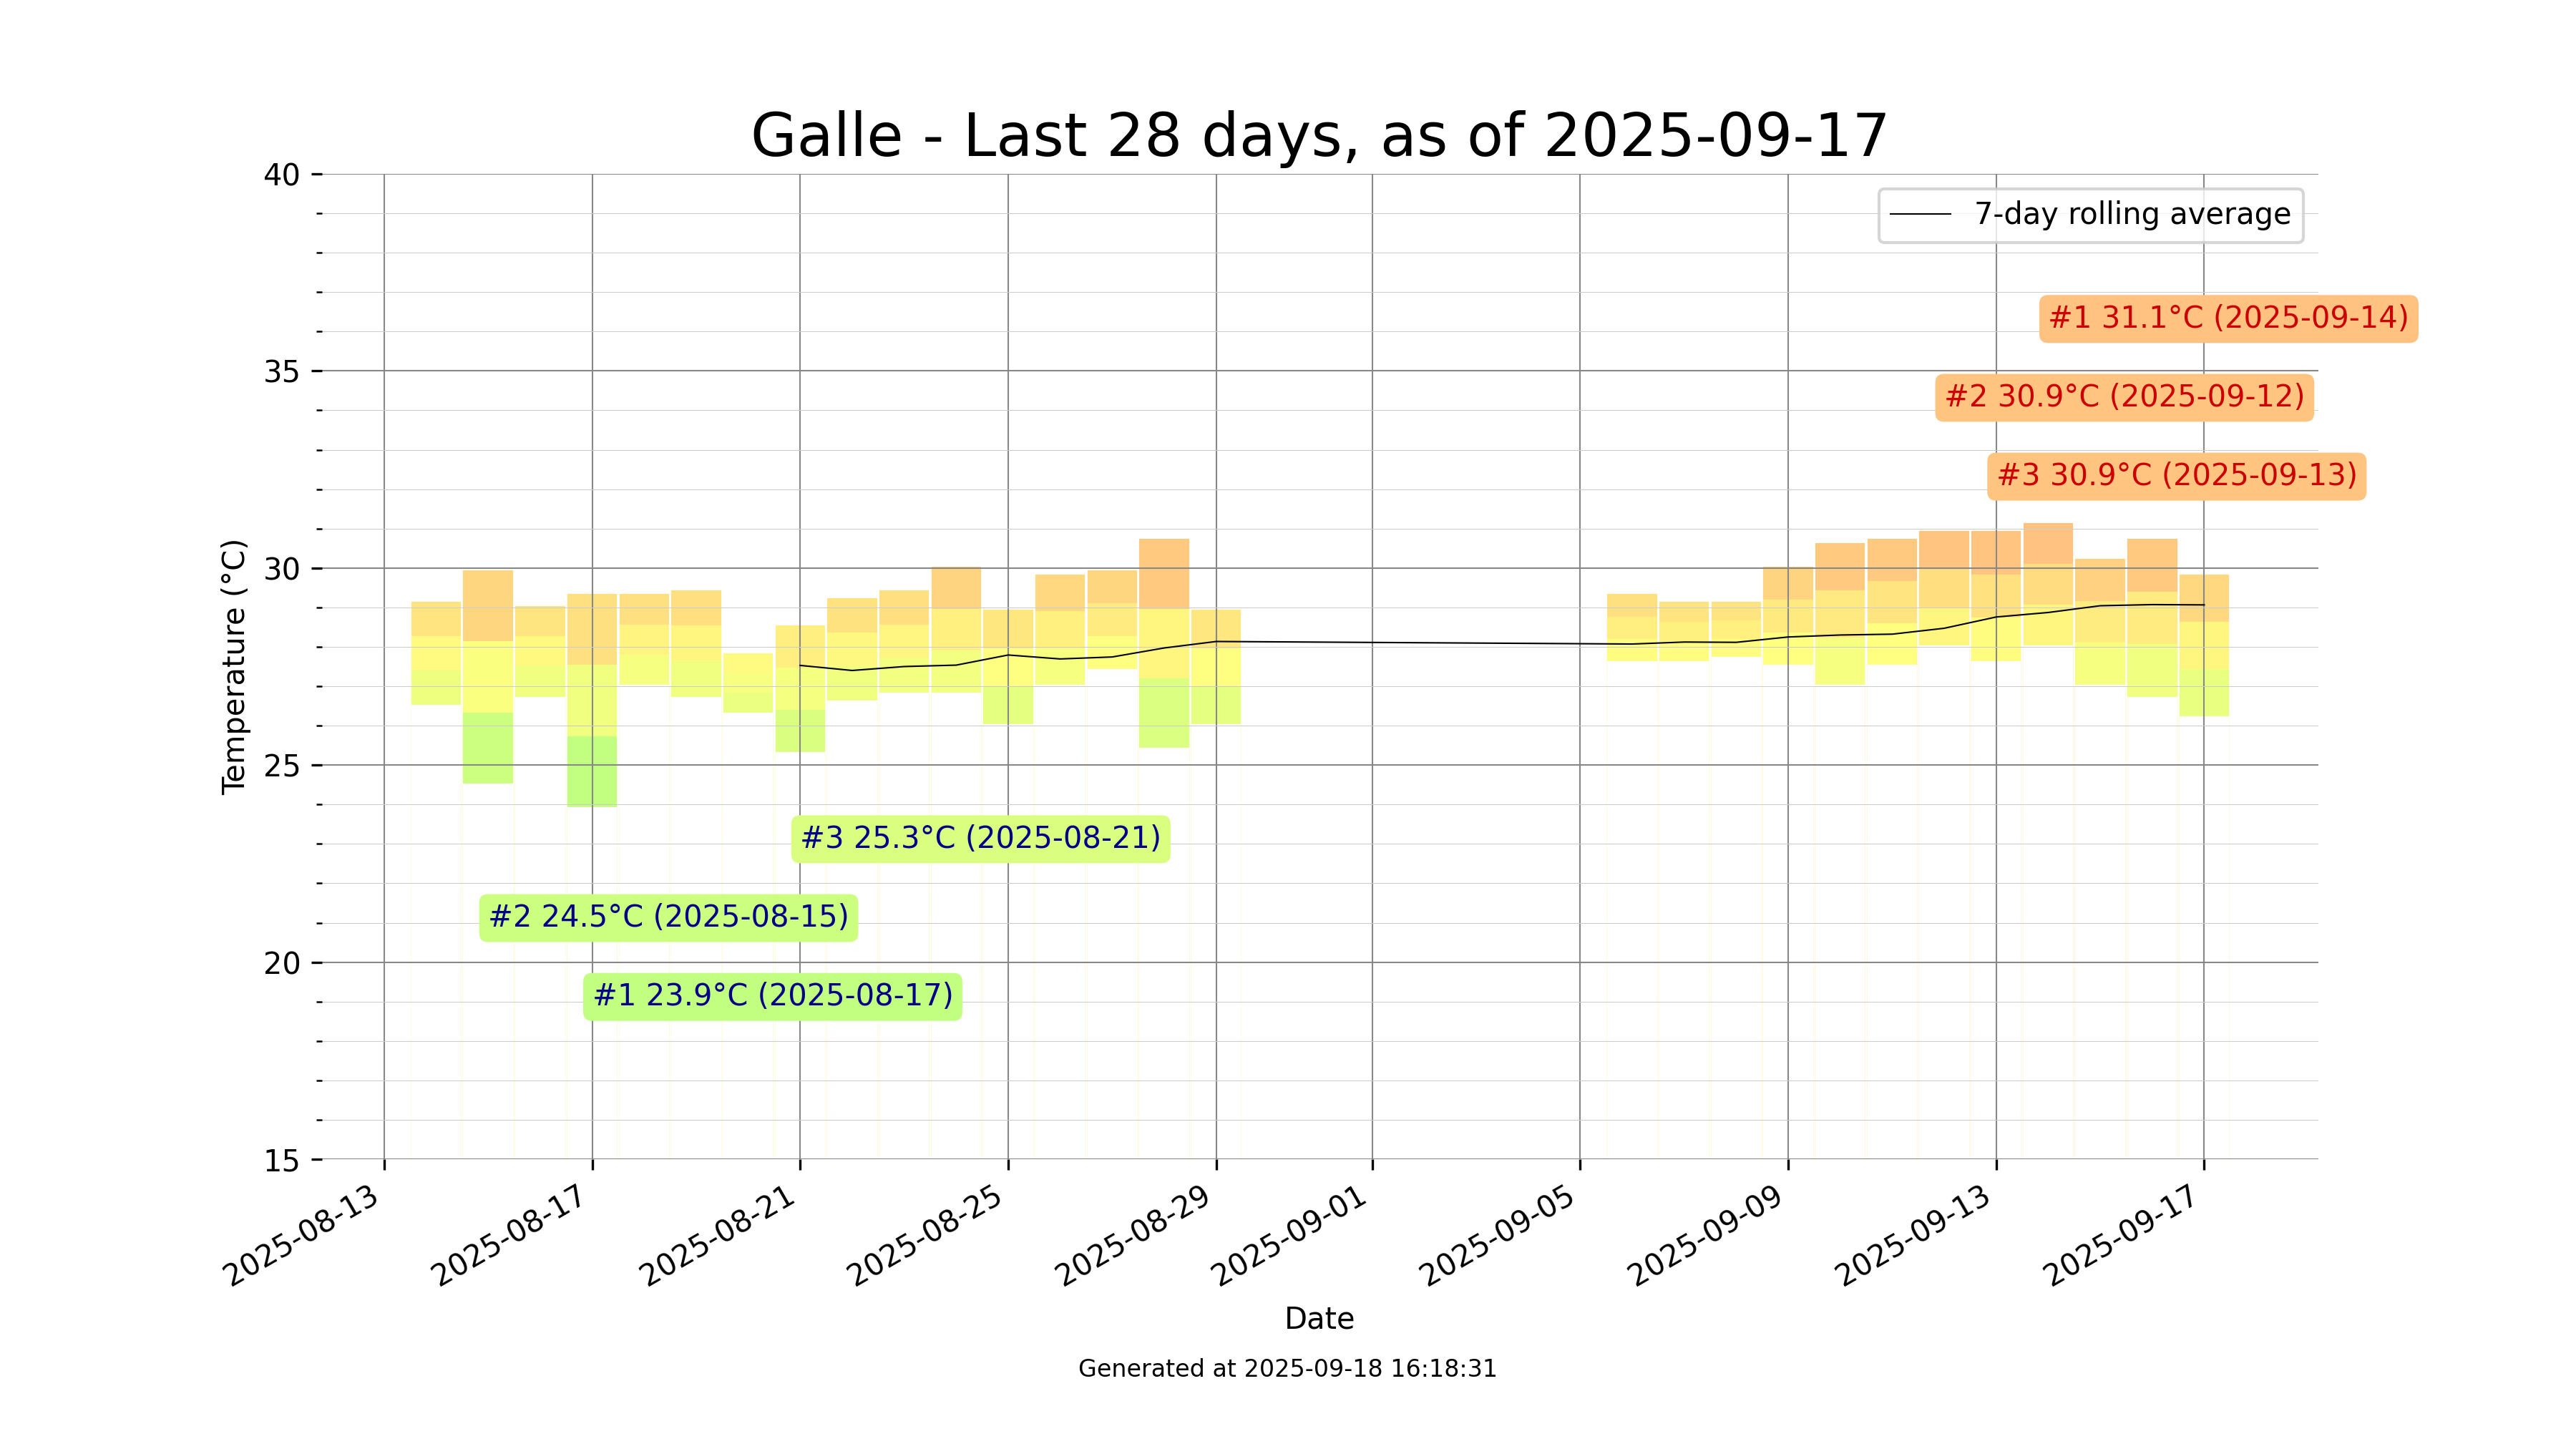 Galle - Last 28 days, as of 2025-09-17
40
7-day rolling average
#1 31.1°C (2025-09-14)
35
#2 30.9°C (2025-09-12)
#3 30.9°C (2025-09-13)
30
Temperature (°C)
25
#3 25.3°C (2025-08-21)
#2 24.5°C (2025-08-15)
20
#1 23.9°C (2025-08-17)
15
2025-08-13
2025-08-17
2025-08-21
2025-08-25
2025-08-29
2025-09-01
2025-09-05
2025-09-09
2025-09-13
2025-09-17
Date
Generated at 2025-09-18 16:18:31